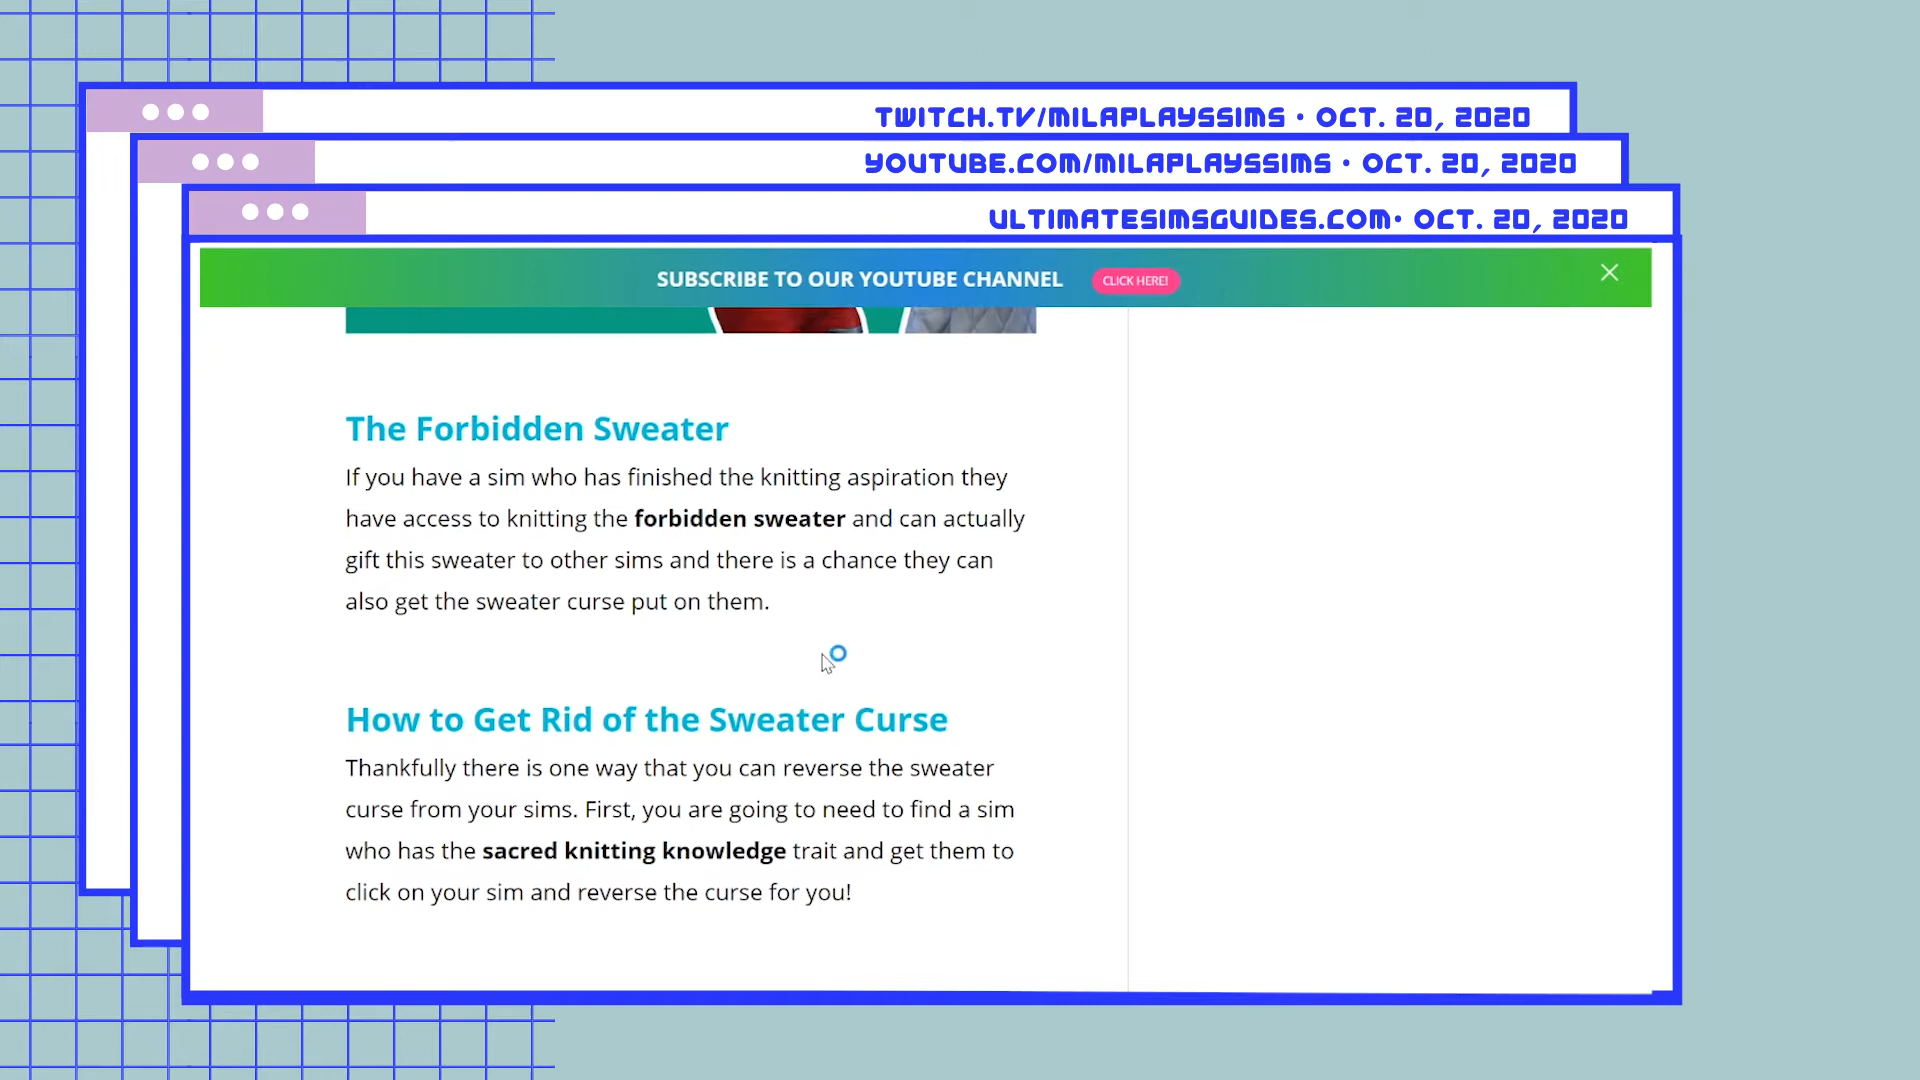 TWITCH.TV/MILAPLAYSSIMS • OCT. 20, 2020
YOUTUBE.COM/MILAPLAYSSIMS • OCT. 20, 2020
ULTIMATESIMSGUIDES.COM• OCT. 20, 2020
SUBSCRIBE TO OUR YOUTUBE CHANNEL CLICK HERE!
The Forbidden Sweater
If you have a sim who has finished the knitting aspiration they
have access to knitting the forbidden sweater and can actually
gift this sweater to other sims and there is a chance they can
also get the sweater curse put on them.
How to Get Rid of the Sweater Curse
Thankfully there is one way that you can reverse the sweater
curse from your sims. First, you are going to need to find a sim
who has the sacred knitting knowledge trait and get them to
click on your sim and reverse the curse for you!